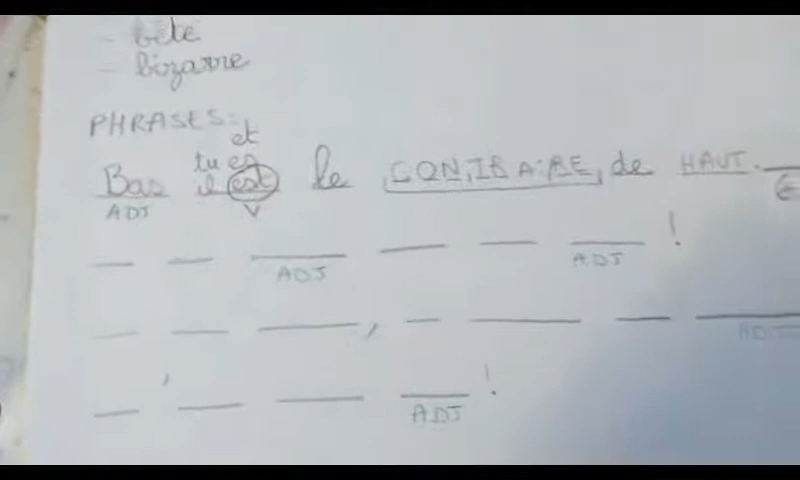 - bête
- bizarre
PHRASES:
et
tu es
Bas il est le CONTRAIRE, de HAUT.
ADJ V
!
ADJ ADJ
,
ADJ
' !
ADJ